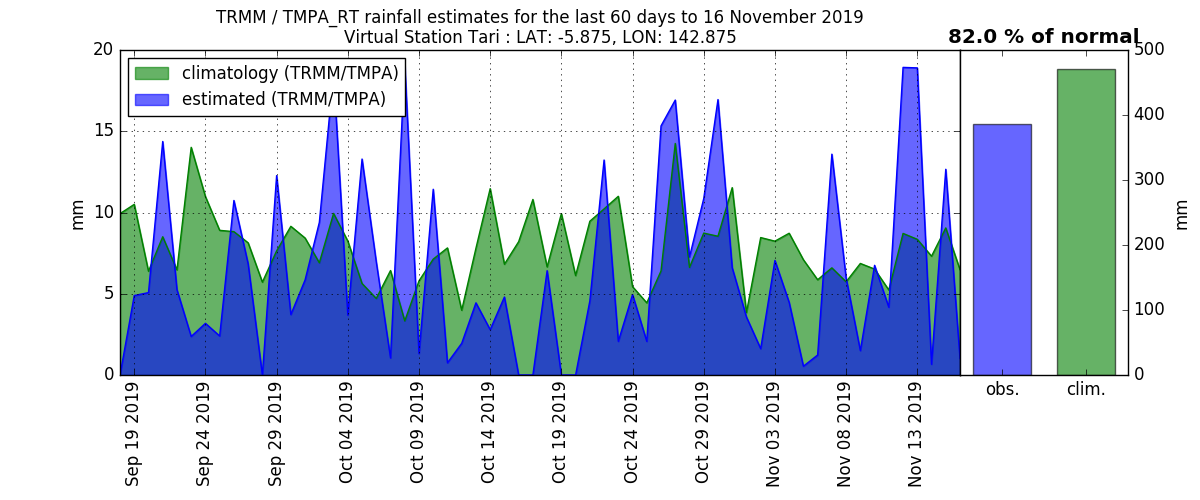 TRMM / TMPA_RT rainfall estimates for the last 60 days to 16 November 2019
Virtual Station Tari : LAT: -5.875, LON: 142.875
82.0 % of normal
climatology (TRMM/TMPA)
estimated (TRMM/TMPA)
20
15
10
5
0
mm
Sep 19 2019
Sep 24 2019
Sep 29 2019
Oct 04 2019
Oct 09 2019
Oct 14 2019
Oct 19 2019
Oct 24 2019
Oct 29 2019
Nov 03 2019
Nov 08 2019
Nov 13 2019
obs.
clim.
500
400
300
200
100
0
mm